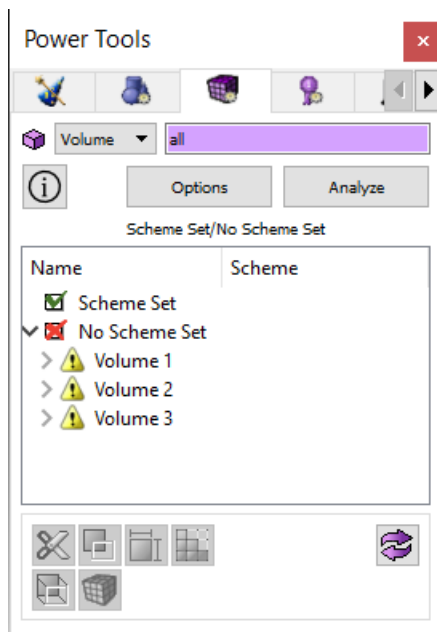 Power Tools
Volume all
Options Analyze
Scheme Set/No Scheme Set
Name Scheme
Scheme Set
No Scheme Set
Volume 1
Volume 2
Volume 3